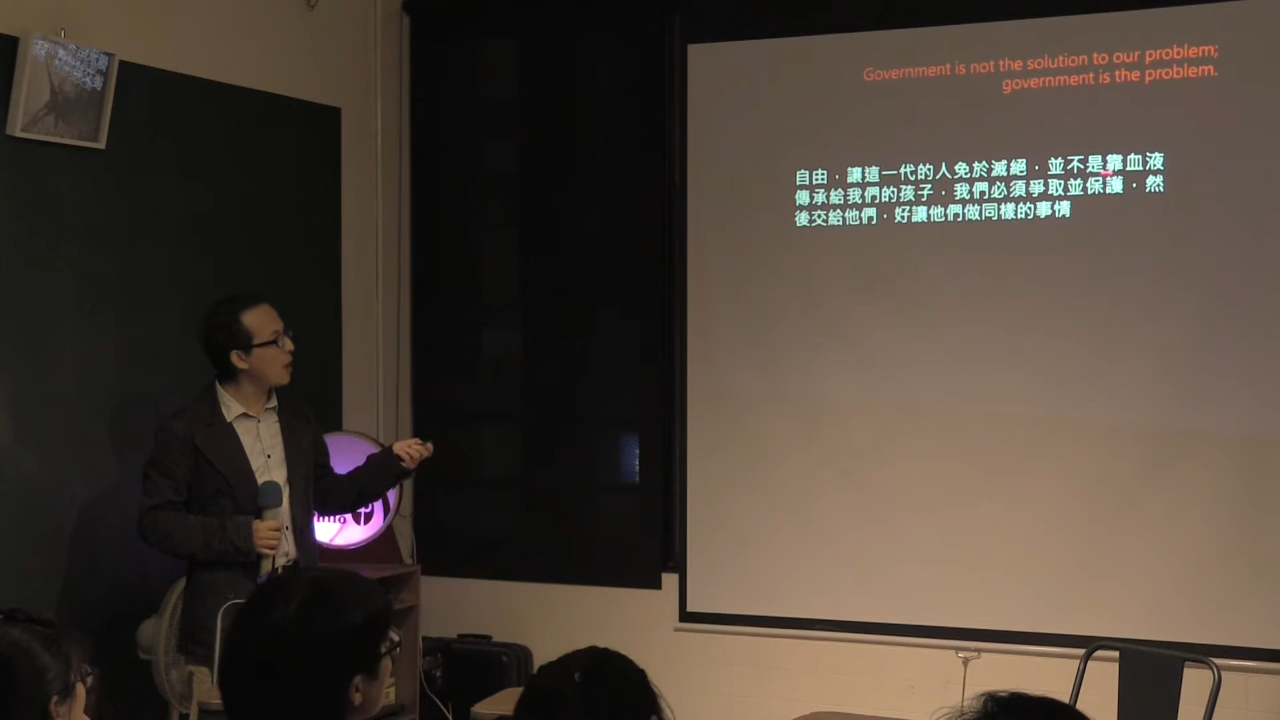 Government is not the solution to our problem;
government is the problem.
自由，讓這一代的人免於滅絕，並不是靠血液
傳承給我們的孩子，我們必須爭取並保護，然
後交給他們，好讓他們做同樣的事情